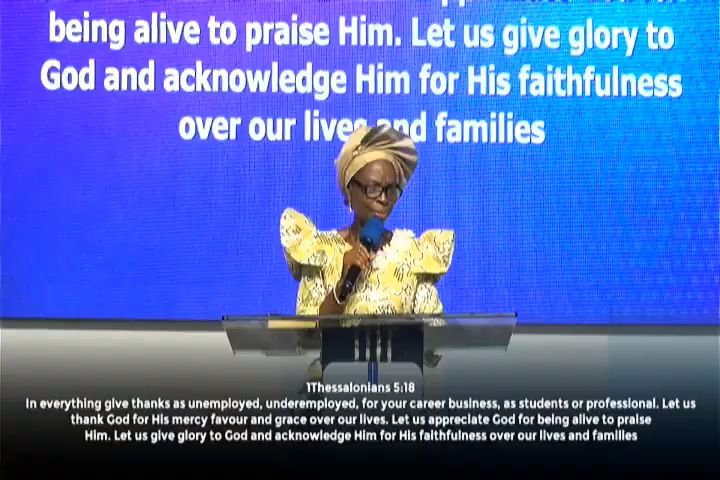 being alive to praise Him. Let us give glory to
God and acknowledge Him for His faithfulness
over our lives and families
1Thessalonians 5:18
In everything give thanks as unemployed, underemployed, for your career business, as students or professional. Let us
thank God for His mercy favour and grace over our lives. Let us appreciate God for being alive to praise
Him. Let us give glory to God and acknowledge Him for His faithfulness over our lives and families